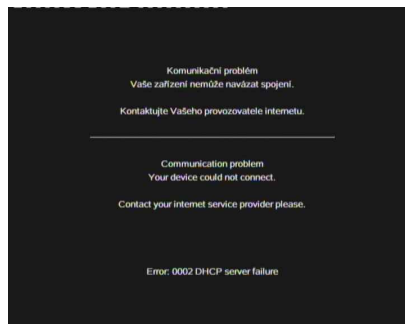 Komunikační problém
Vaše zařízení nemůže navázat spojení.
Kontaktujte Vašeho provozovatele internetu.
Communication problem
Your device could not connect.
Contact your internet service provider please.
Error: 0002 DHCP server failure